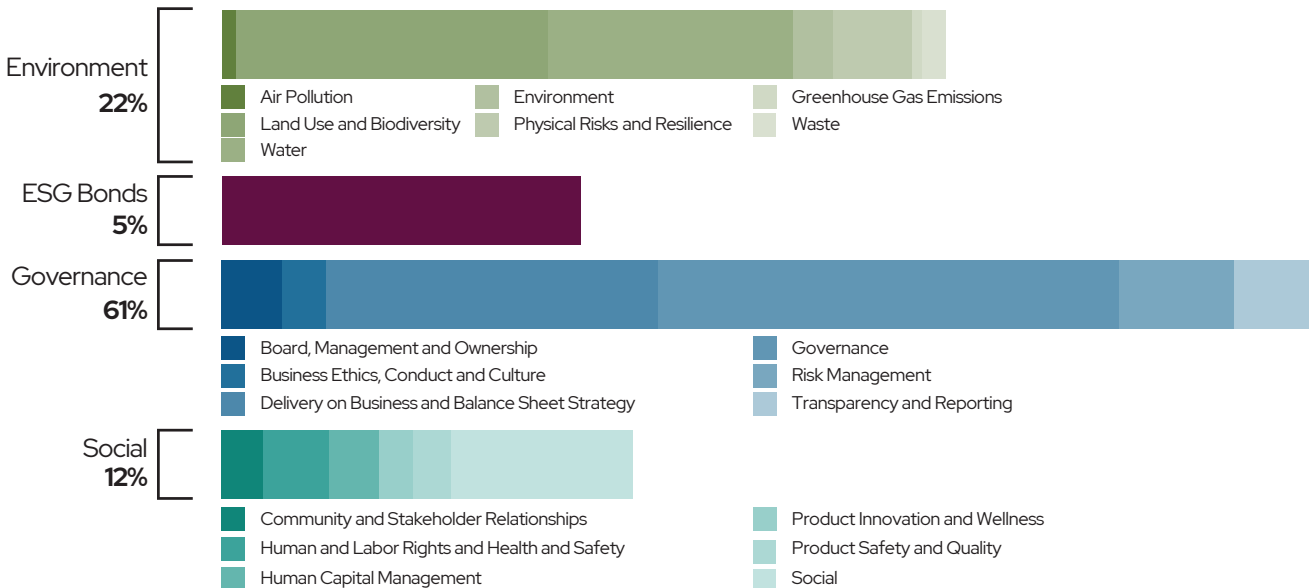 Environment
22%
Air Pollution
Environment
Greenhouse Gas Emissions
Land Use and Biodiversity
Physical Risks and Resilience
Waste
Water
ESG Bonds
5%
Governance
61%
Board, Management and Ownership
Governance
Business Ethics, Conduct and Culture
Risk Management
Delivery on Business and Balance Sheet Strategy
Transparency and Reporting
Social
12%
Community and Stakeholder Relationships
Product Innovation and Wellness
Human and Labor Rights and Health and Safety
Product Safety and Quality
Human Capital Management
Social